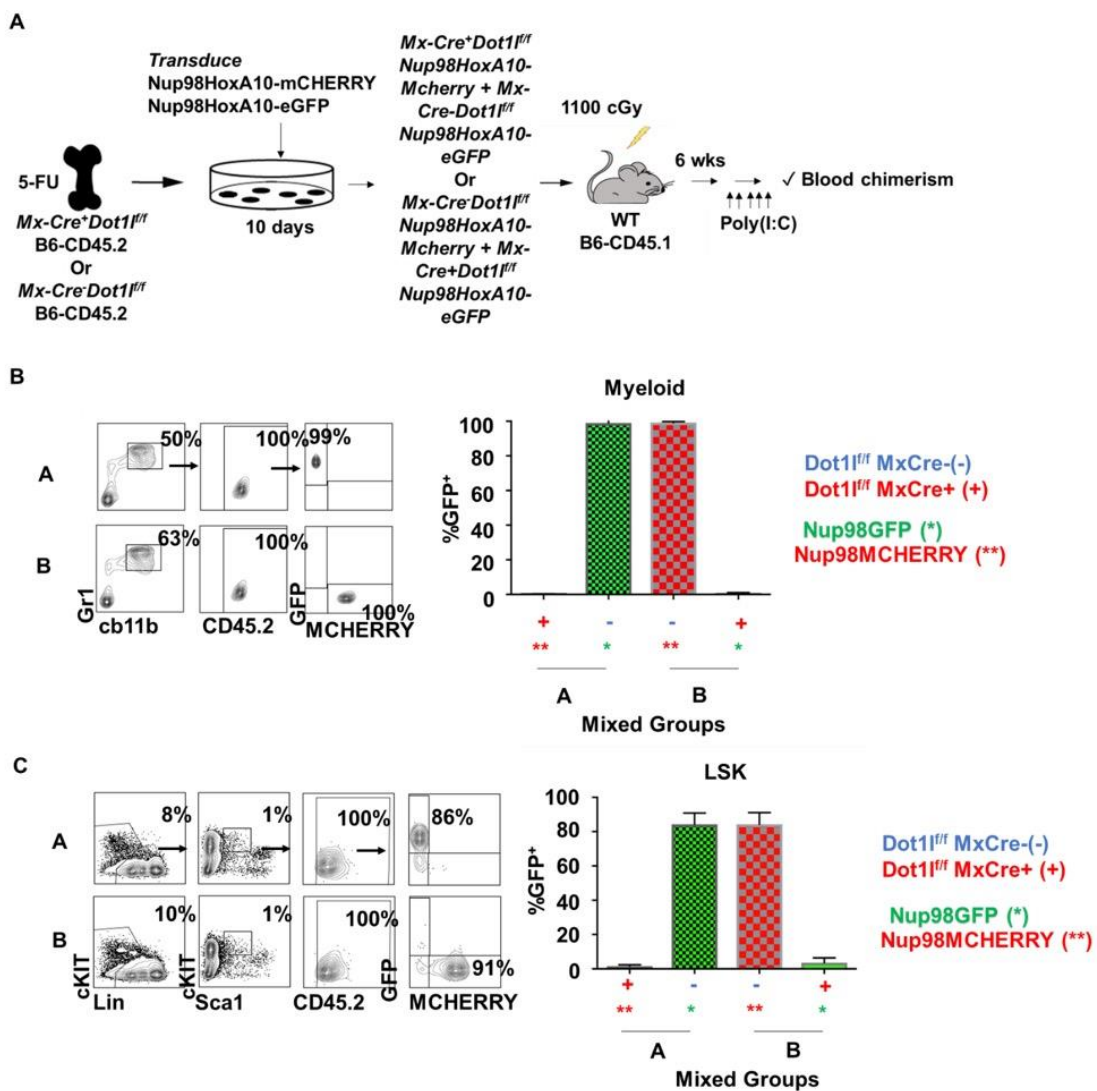 A
Transduce
Nup98HoxA10-mCHERRY
Nup98HoxA10-eGFP
5-FU
Mx-Cre+Dot1lf/f
B6-CD45.2
Or
Mx-Cre-Dot1lf/f
B6-CD45.2
10 days
Mx-Cre+Dot1lf/f
Nup98HoxA10-
Mcherry + Mx-
Cre-Dot1lf/f
Nup98HoxA10-
eGFP
Or
Mx-Cre-Dot1lf/f
Nup98HoxA10-
Mcherry + Mx-
Cre+Dot1lf/f
Nup98HoxA10-
eGFP
1100 cGy
WT
B6-CD45.1
6 wks
Poly(I:C)
✓ Blood chimerism
B
A
50%
100%
99%
B
63%
100%
100%
Gr1
cb11b
CD45.2
GFP
MCHERRY
Myeloid
%GFP+
100
80
60
40
20
0
+ - - +
** * ** *
A B
Mixed Groups
Dot1lf/f MxCre-(-)
Dot1lf/f MxCre+ (+)
Nup98GFP (*)
Nup98MCHERRY (**)
C
A
8%
1%
100%
86%
B
10%
1%
100%
91%
cKIT
Lin
cKIT
Sca1
CD45.2
GFP
MCHERRY
LSK
%GFP+
100
80
60
40
20
0
+ - - +
** * ** *
A B
Mixed Groups
Dot1lf/f MxCre-(-)
Dot1lf/f MxCre+ (+)
Nup98GFP (*)
Nup98MCHERRY (**)